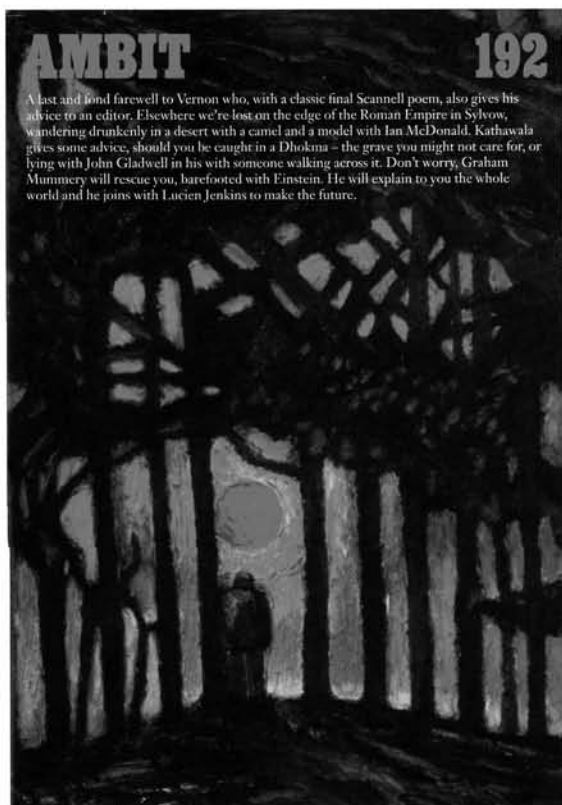 AMBIT 192
A last and fond farewell to Vernon who, with a classic final Scannell poem, also gives his
advice to an editor. Elsewhere we're lost on the edge of the Roman Empire in Sylvow,
wandering drunkenly in a desert with a camel and a model with Ian McDonald. Kathawala
gives some advice, should you be caught in a Dhokma – the grave you might not care for, or
lying with John Gladwell in his with someone walking across it. Don't worry, Graham
Mummery will rescue you, barefooted with Einstein. He will explain to you the whole
world and he joins with Lucien Jenkins to make the future.